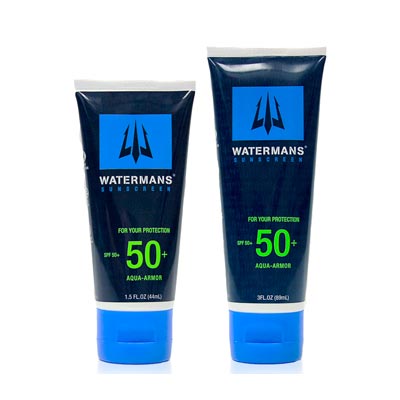 WATERMANS®
SUNSCREEN
FOR YOUR PROTECTION
SPF 50+
50+
AQUA-ARMOR
1.5 FL.OZ (44mL)
WATERMANS®
SUNSCREEN
FOR YOUR PROTECTION
SPF 50+
50+
AQUA-ARMOR
3FL.OZ (89mL)